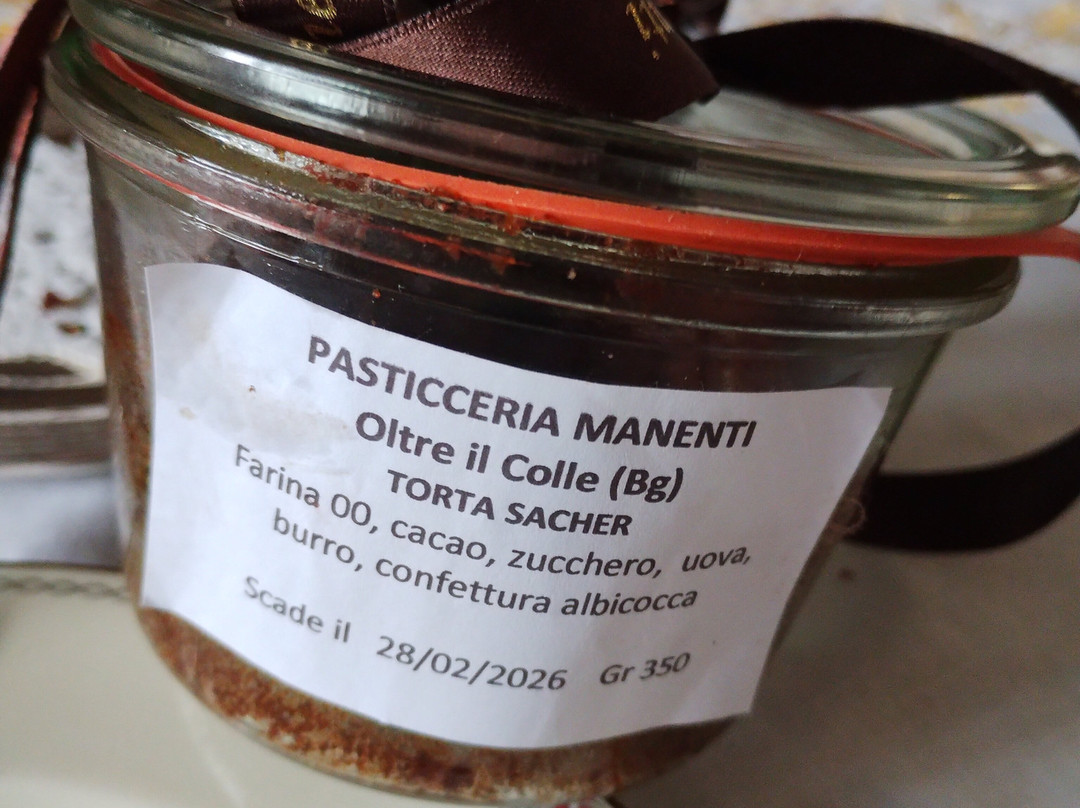 PASTICCERIA MANENTI
Oltre il Colle (Bg)
TORTA SACHER
Farina 00, cacao, zucchero, uova,
burro, confettura albicocca
Scade il 28/02/2026 Gr 350